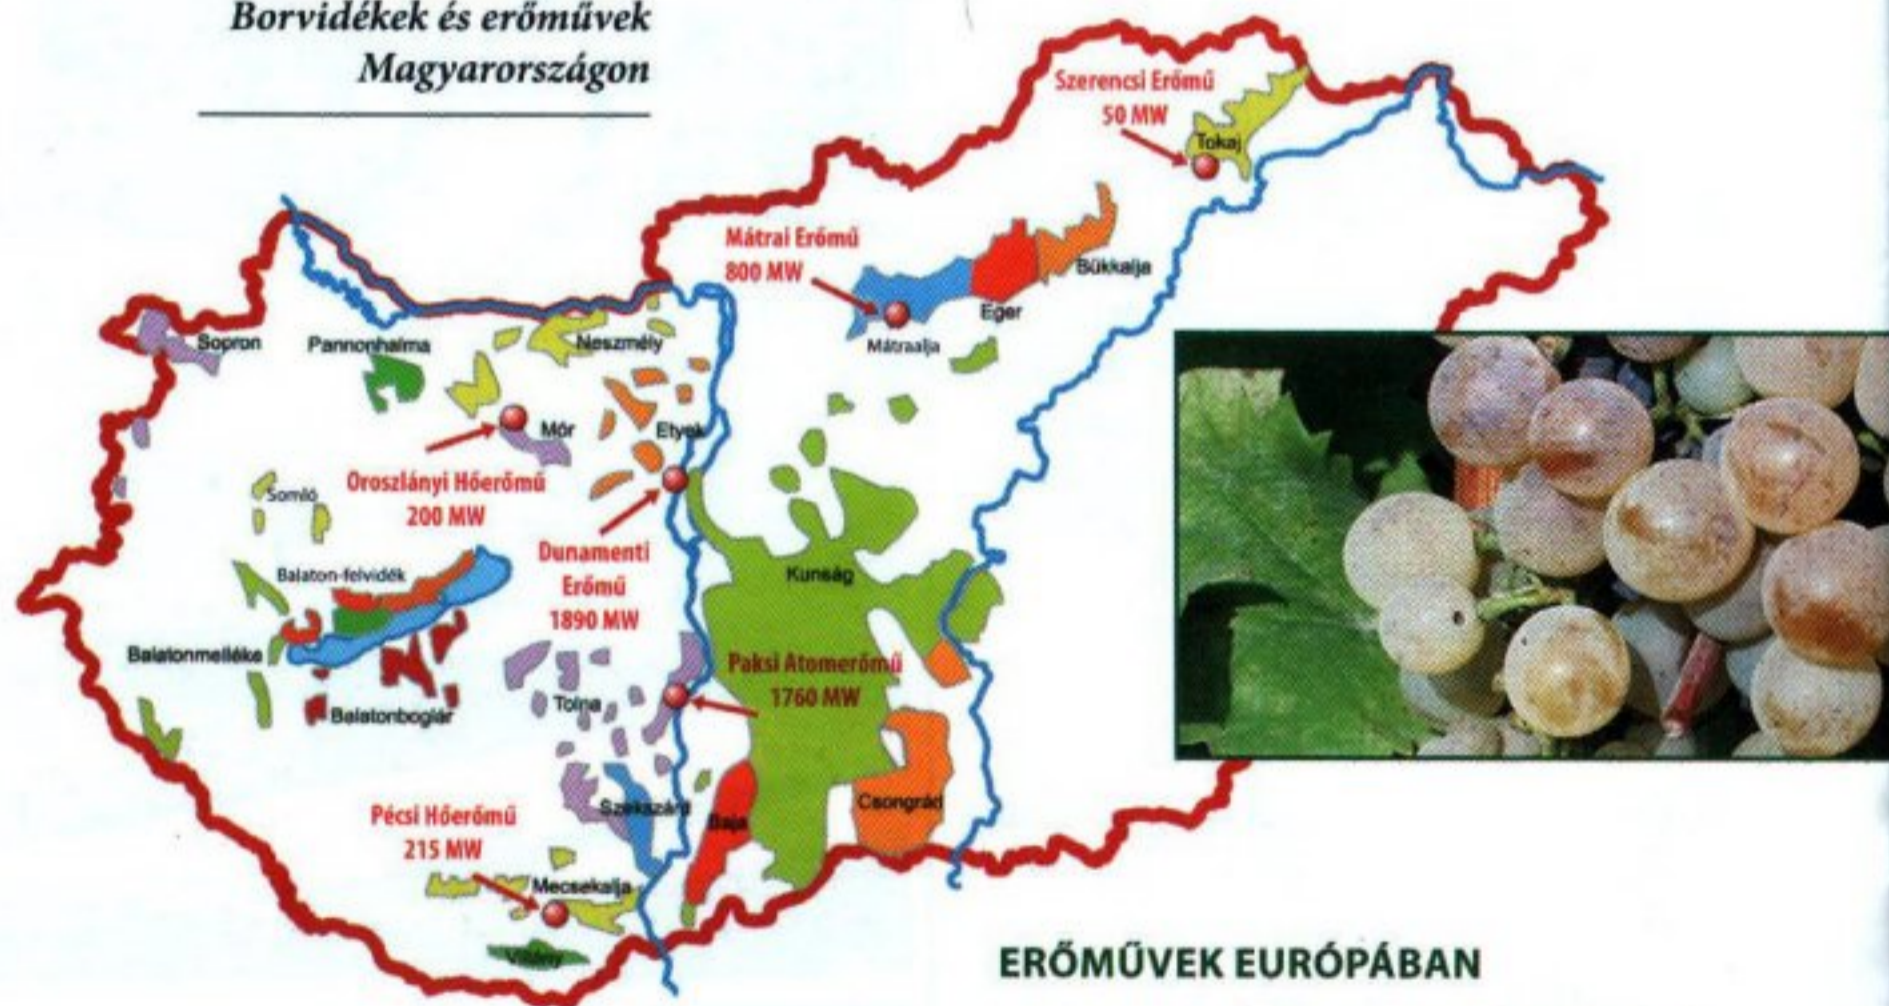 Borvidékek és erőművek
Magyarországon
Szerencsi Erőmű
50 MW
Tokaj
Mátrai Erőmű
800 MW
Bükkalja
Eger
Mátraalja
Sopron
Pannonhalma
Neszmély
Mór
Etyek
Oroszlányi Hőerőmű
200 MW
Somló
Dunamenti
Erőmű
1890 MW
Balaton-felvidék
Kunság
Balatonmelléke
Paksi Atomerőmű
1760 MW
Tolna
Balatonboglár
Pécsi Hőerőmű
215 MW
Szekszárd
Baja
Csongrád
Mecsekalja
Villány
ERŐMŰVEK EURÓPÁBAN